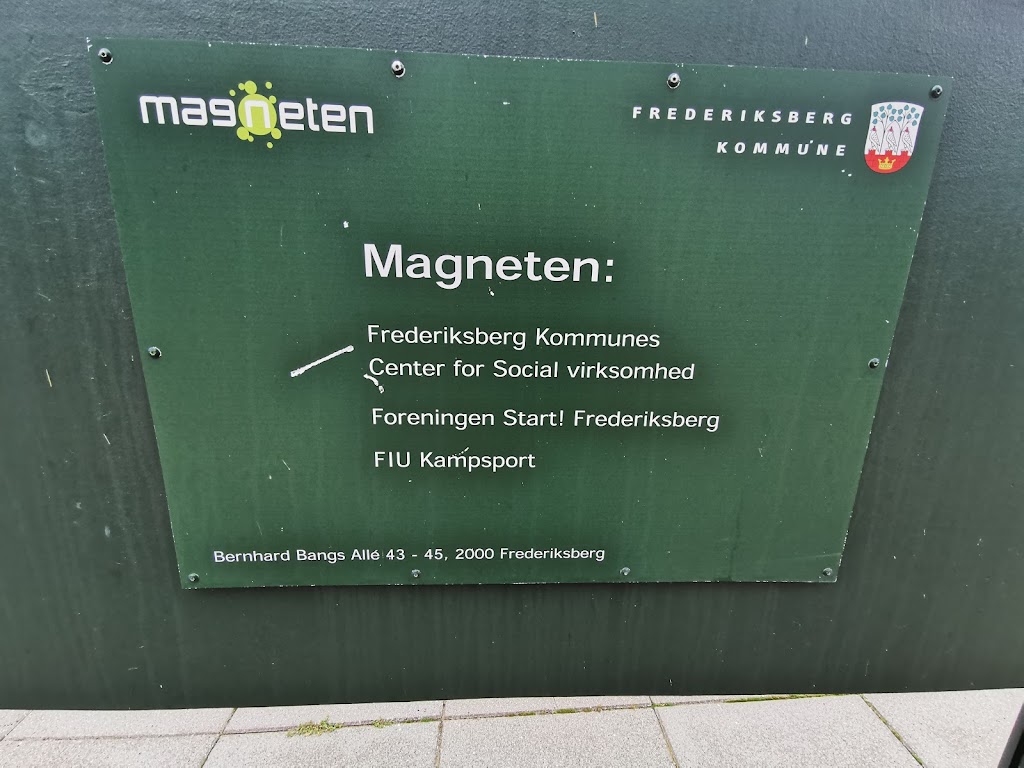 magneten
FREDERIKSBERG
KOMMUNE
Magneten:
Frederiksberg Kommunes
Center for Social virksomhed
Foreningen Start! Frederiksberg
FIU Kampsport
Bernhard Bangs Allé 43 - 45, 2000 Frederiksberg